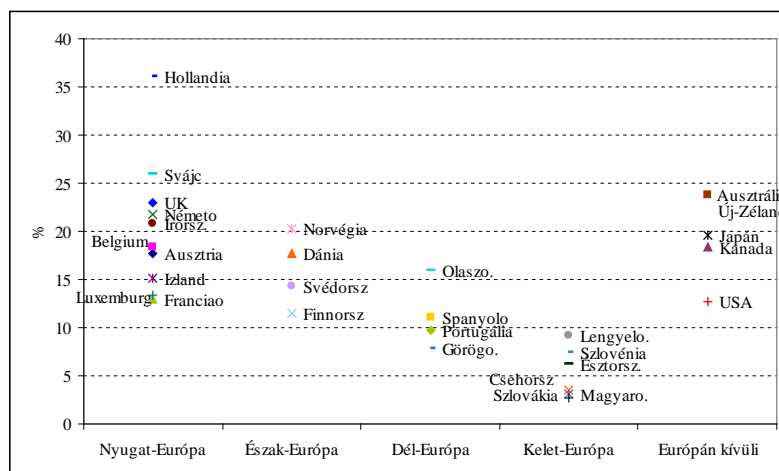 40
35
30
25
20
15
10
5
0
%
Hollandia
Svájc
UK
Németo
Írorsz.
Belgium
Ausztria
Izland
Luxemburg
Franciao
Norvégia
Dánia
Svédorsz
Finnorsz
Olaszo.
Spanyolo
Portugália
Görögo.
Lengyelo.
Szlovénia
Észtorsz.
Csehorsz
Szlovákia
Magyaro.
Ausztráli
Új-Zéland
Japán
Kanada
USA
Nyugat-Európa
Észak-Európa
Dél-Európa
Kelet-Európa
Európán kívüli